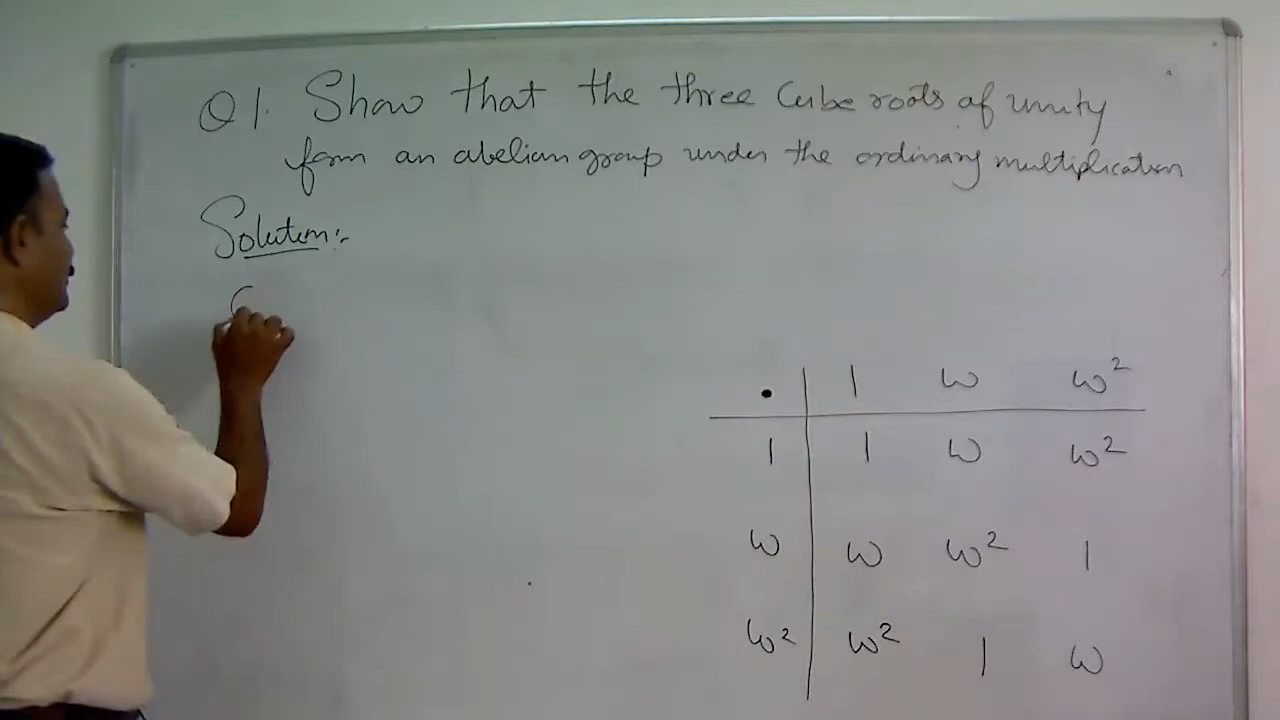 Q1. Show that the three Cube roots of unity
form an abelian group under the ordinary multiplication
Solution:-
• | 1 ω ω²
1 | 1 ω ω²
ω | ω ω² 1
ω² | ω² 1 ω